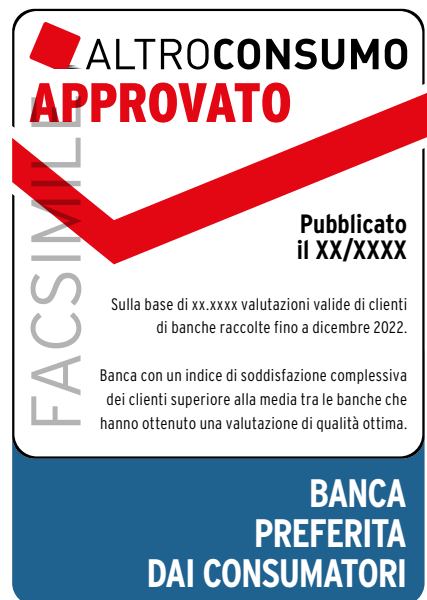 ALTROCONSUMO
APPROVATO
FACSIMILE
Pubblicato
il XX/XXXX
Sulla base di xx.xxxx valutazioni valide di clienti
di banche raccolte fino a dicembre 2022.
Banca con un indice di soddisfazione complessiva
dei clienti superiore alla media tra le banche che
hanno ottenuto una valutazione di qualità ottima.
BANCA
PREFERITA
DAI CONSUMATORI